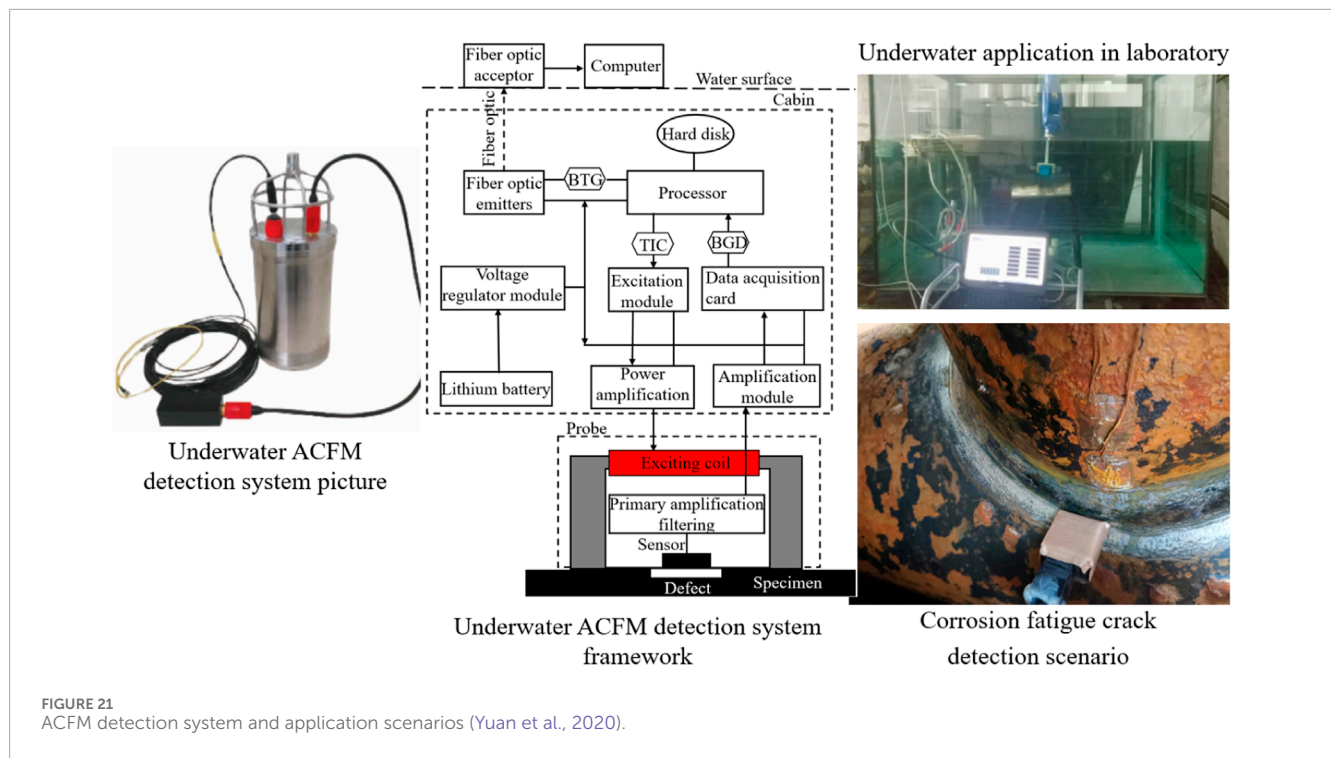 Underwater ACFM
detection system picture
Fiber optic
acceptor
Computer
Water surface
Cabin
Fiber optic
Hard disk
Fiber optic
emitters
BTG
Processor
TIC
BGD
Voltage
regulator module
Excitation
module
Data acquisition
card
Lithium battery
Power
amplification
Amplification
module
Probe
Exciting coil
Primary amplification
filtering
Sensor
Defect
Specimen
Underwater ACFM detection system
framework
Underwater application in laboratory
Corrosion fatigue crack
detection scenario
FIGURE 21
ACFM detection system and application scenarios (Yuan et al., 2020).